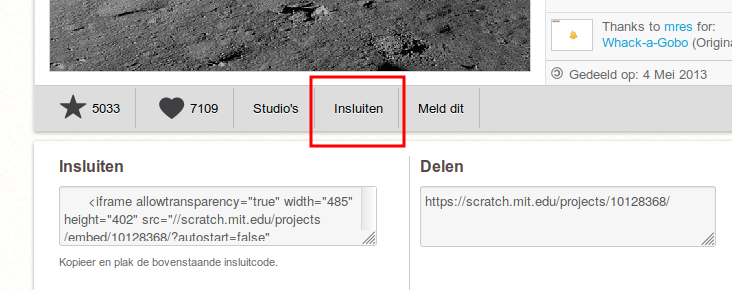 Thanks to mres for:
Whack-a-Gobo (Origina
Gedeeld op: 4 Mei 2013
5033
7109
Studio's
Insluiten
Meld dit
Insluiten
<iframe allowtransparency="true" width="485"
height="402" src="//scratch.mit.edu/projects
/embed/10128368/?autostart=false"
Kopieer en plak de bovenstaande insluitcode.
Delen
https://scratch.mit.edu/projects/10128368/